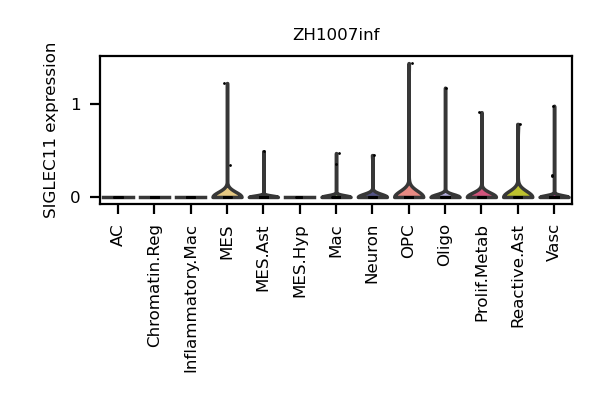 ZH1007inf
SIGLEC11 expression
1
0
AC
Chromatin.Reg
Inflammatory.Mac
MES
MES.Ast
MES.Hyp
Mac
Neuron
OPC
Oligo
Prolif.Metab
Reactive.Ast
Vasc